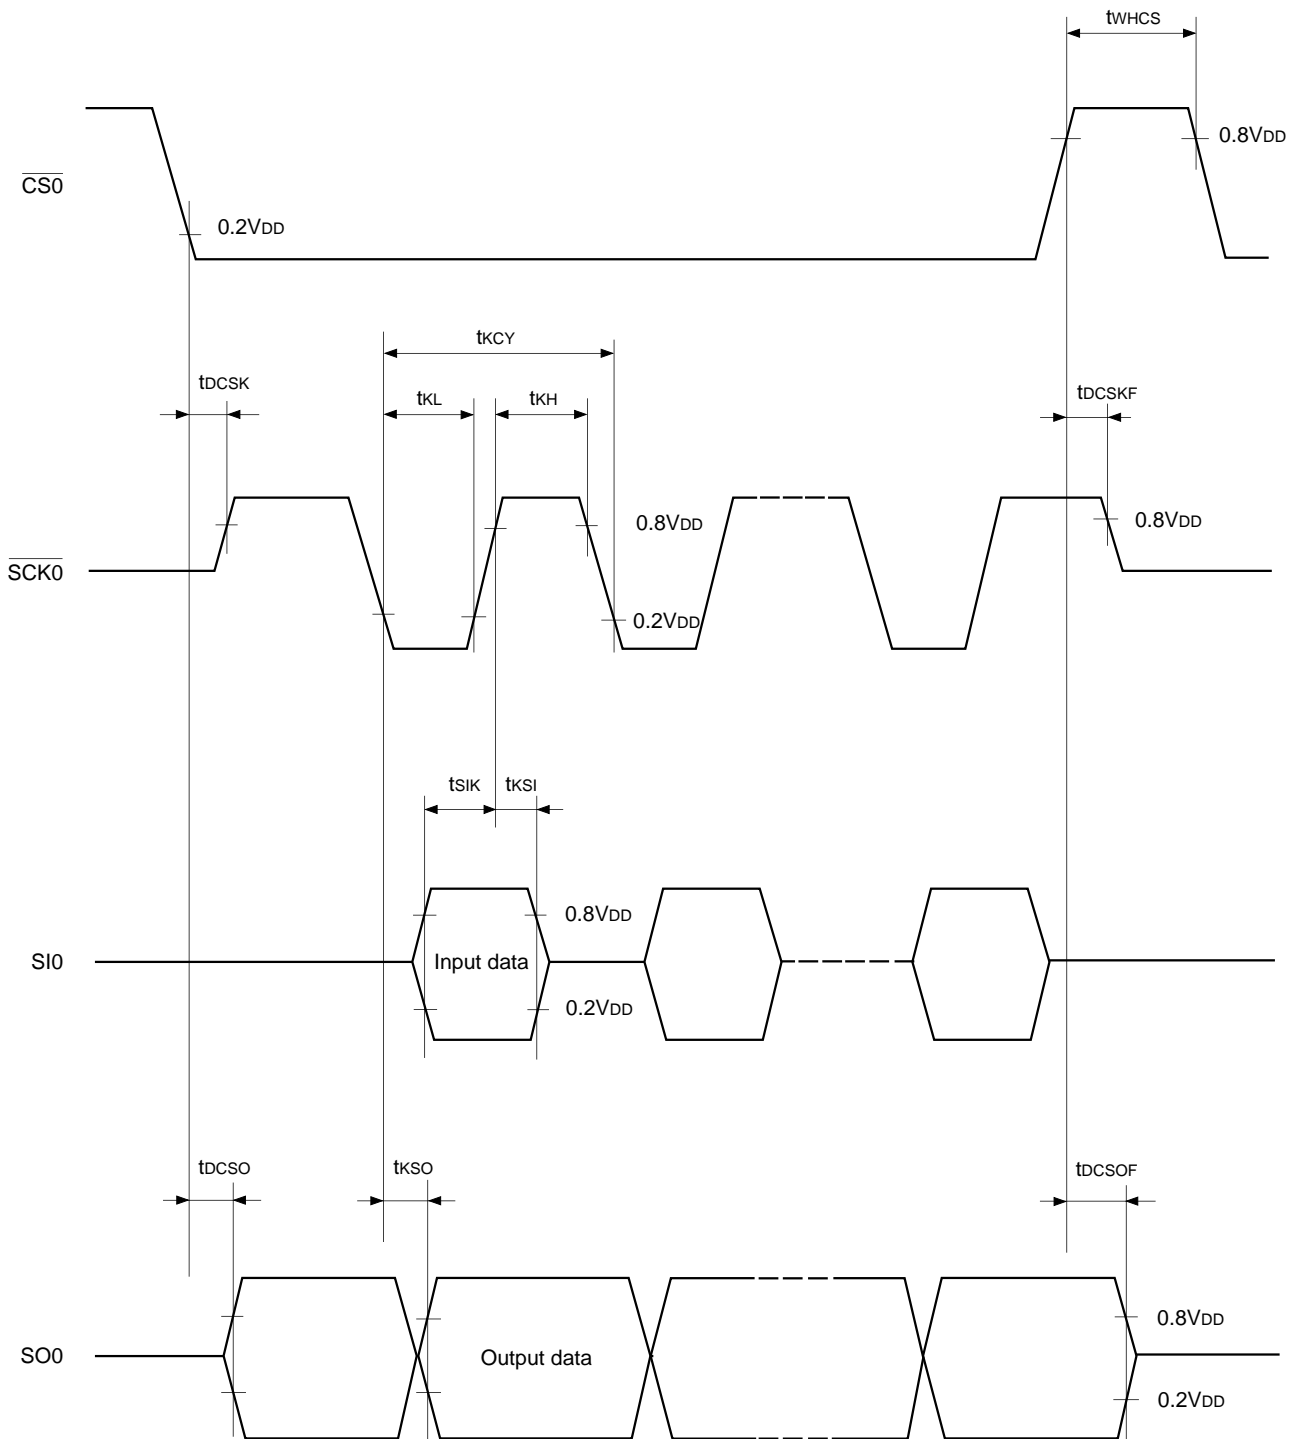 tWHCS
0.8VDD
CS0
0.2VDD
tKCY
tDCSK
tKL
tKH
tDCSKF
0.8VDD
0.8VDD
SCK0
0.2VDD
tSIK
tKSI
0.8VDD
SI0
Input data
0.2VDD
tDCSO
tKSO
tDCSOF
0.8VDD
SO0
Output data
0.2VDD